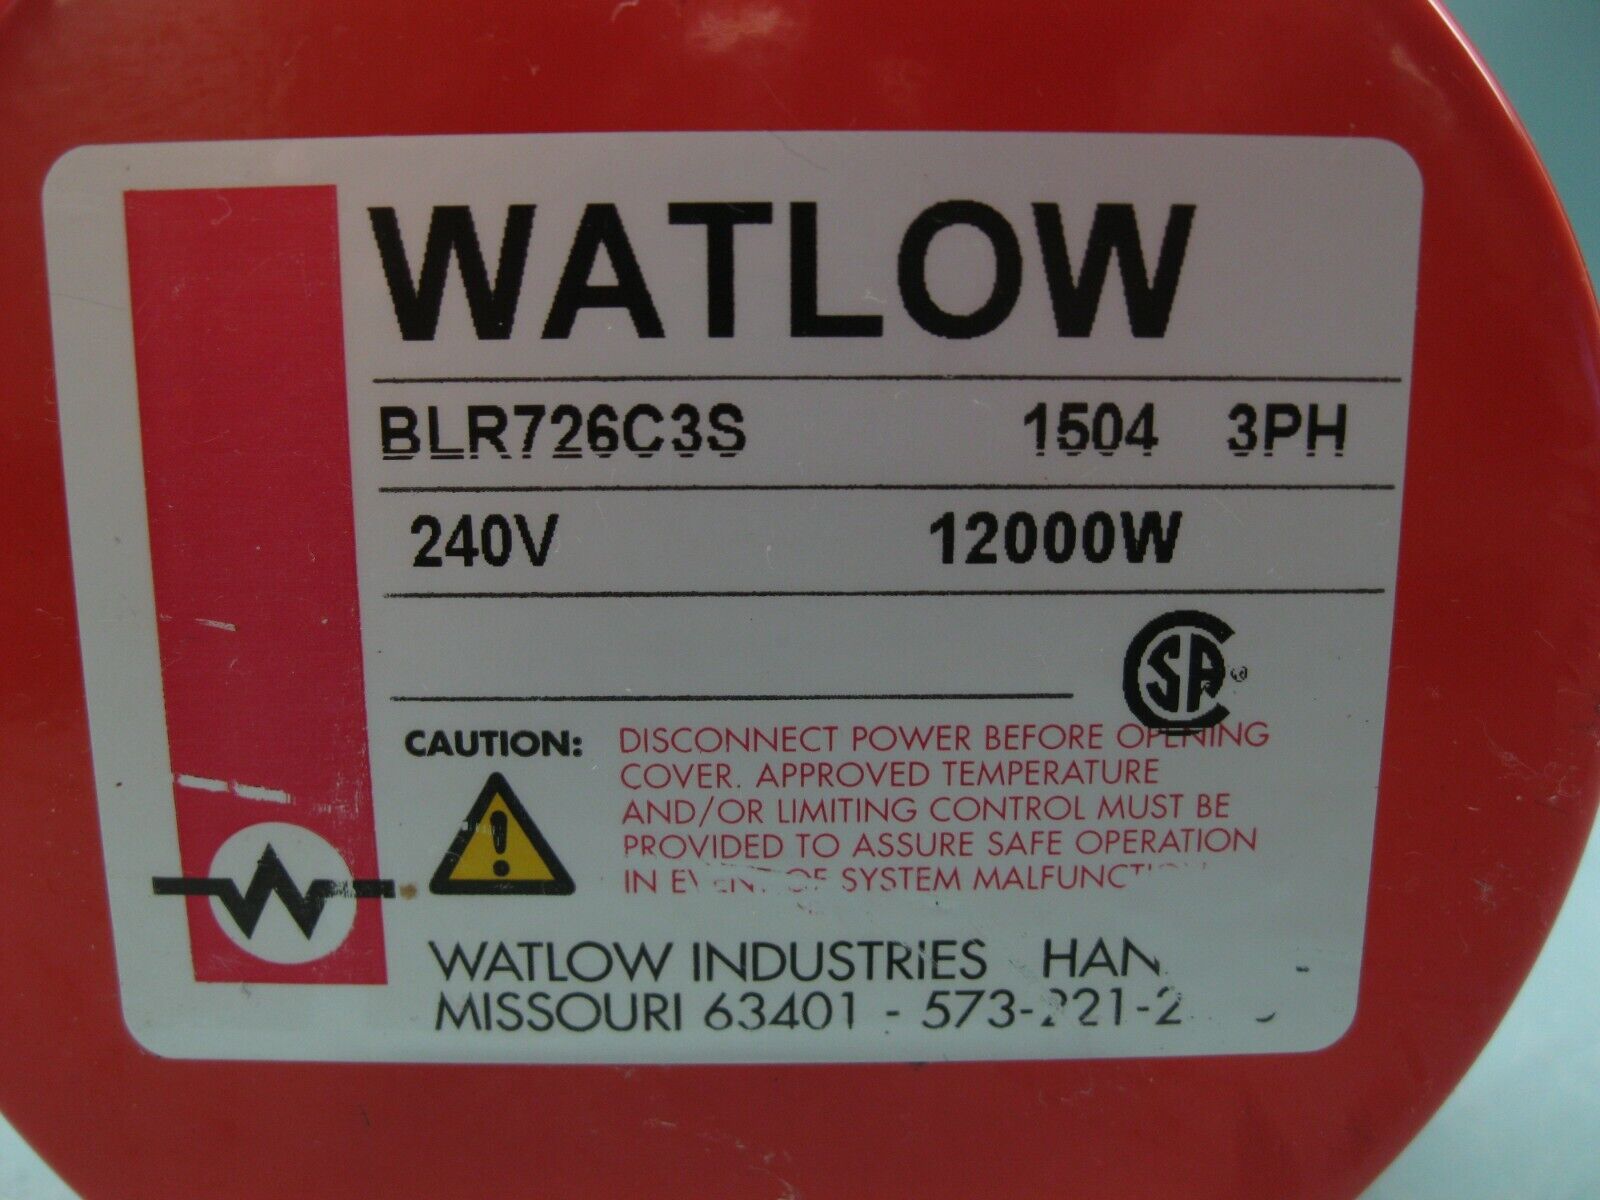 WATLOW
BLR726C3S 1504 3PH
240V 12000W
CSA
CAUTION: DISCONNECT POWER BEFORE OPENING
COVER. APPROVED TEMPERATURE
AND/OR LIMITING CONTROL MUST BE
PROVIDED TO ASSURE SAFE OPERATION
IN EVENT OF SYSTEM
WATLOW INDUSTRIES
MISSOURI 63401 -